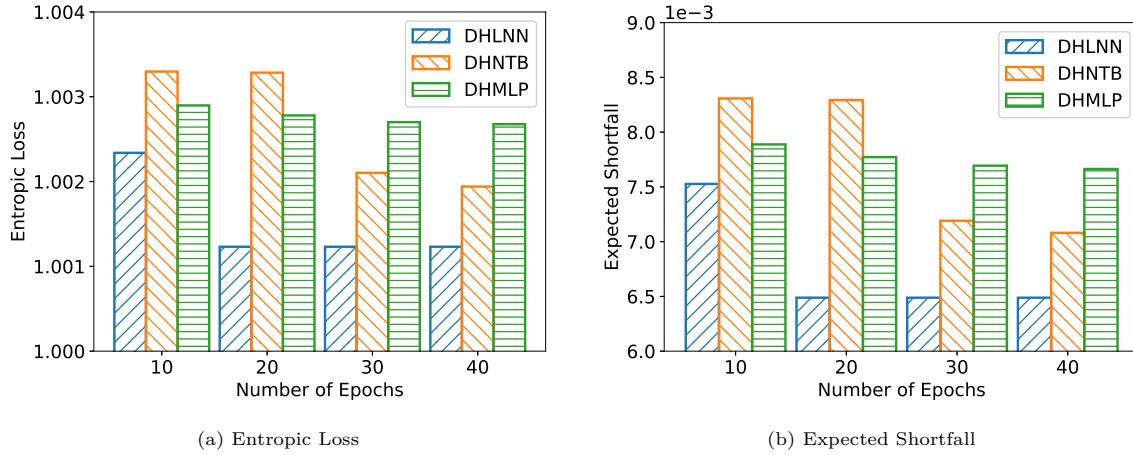 1.004
1.003
1.002
1.001
1.000
Entropic Loss
DHLNN
DHNTB
DHMLP
10 20 30 40
Number of Epochs
(a) Entropic Loss
1e−3
9.0
8.5
8.0
7.5
7.0
6.5
6.0
Expected Shortfall
DHLNN
DHNTB
DHMLP
10 20 30 40
Number of Epochs
(b) Expected Shortfall